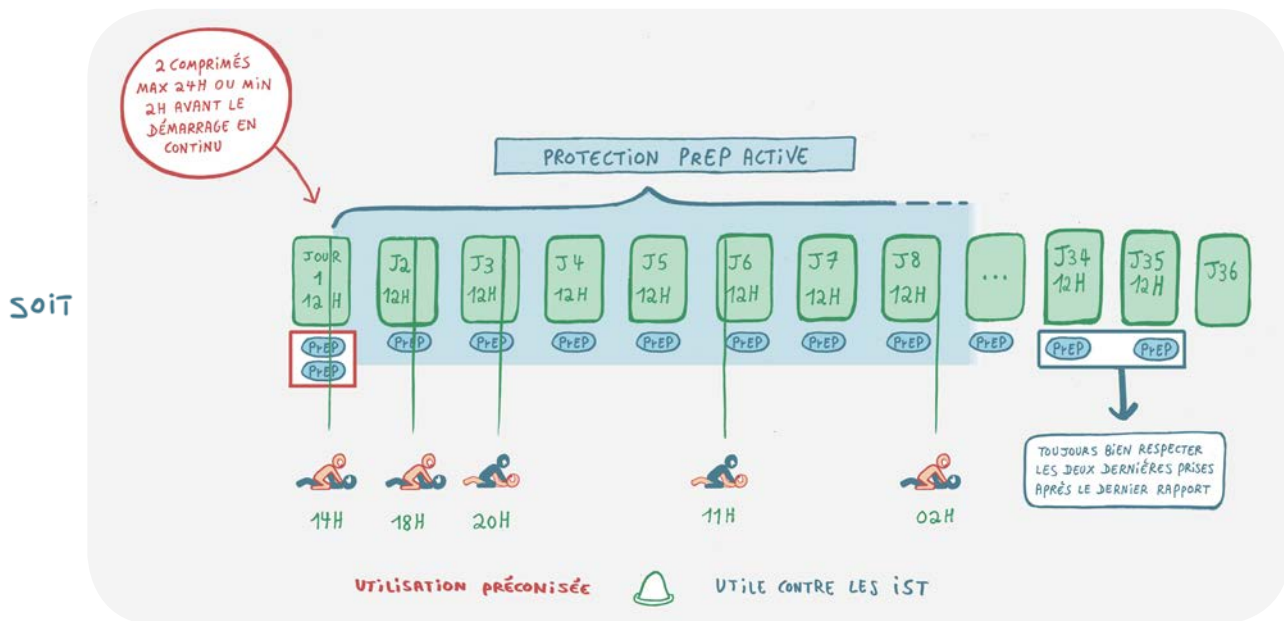 2 COMPRIMÉS
MAX 24H OU MIN
2H AVANT LE
DÉMARRAGE EN
CONTINU
PROTECTION PrEP ACTIVE
SOIT
JOUR
1
12H
J2
12H
J3
12H
J4
12H
J5
12H
J6
12H
J7
12H
J8
12H
...
J34
12H
J35
12H
J36
PrEP
PrEP
PrEP
PrEP
PrEP
PrEP
PrEP
PrEP
PrEP
PrEP
PrEP
PrEP
TOUJOURS BIEN RESPECTER
LES DEUX DERNIÉRES PRISES
APRÈS LE DERNIER RAPPORT
14H
18H
20H
11H
02H
UTILISATION PRÉCONISÉE
UTILE CONTRE LES IST